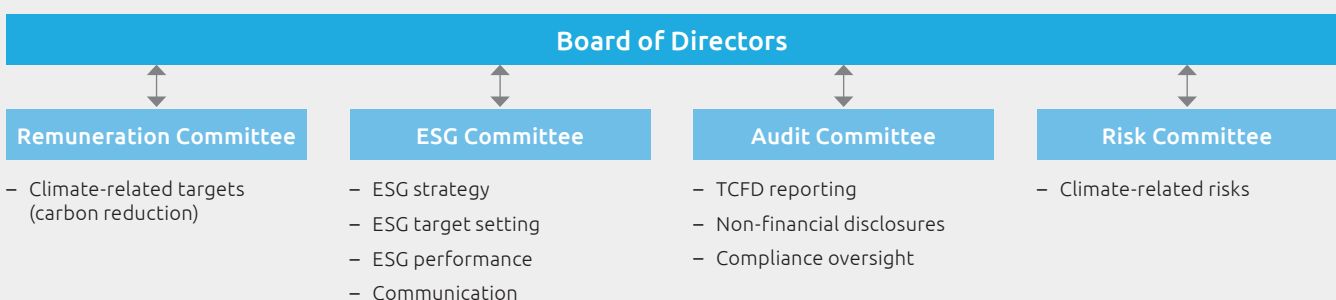 Board of Directors
Remuneration Committee
– Climate-related targets
(carbon reduction)
ESG Committee
– ESG strategy
– ESG target setting
– ESG performance
– Communication
Audit Committee
– TCFD reporting
– Non-financial disclosures
– Compliance oversight
Risk Committee
– Climate-related risks